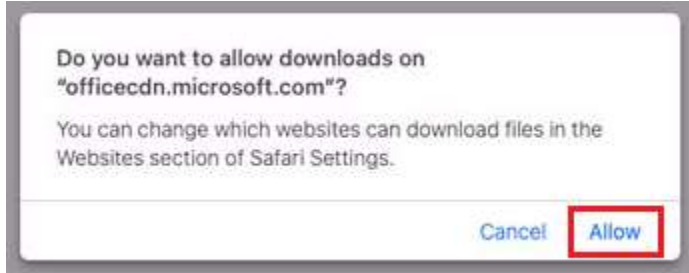 Do you want to allow downloads on
“officecdn.microsoft.com”?
You can change which websites can download files in the
Websites section of Safari Settings.
Cancel
Allow